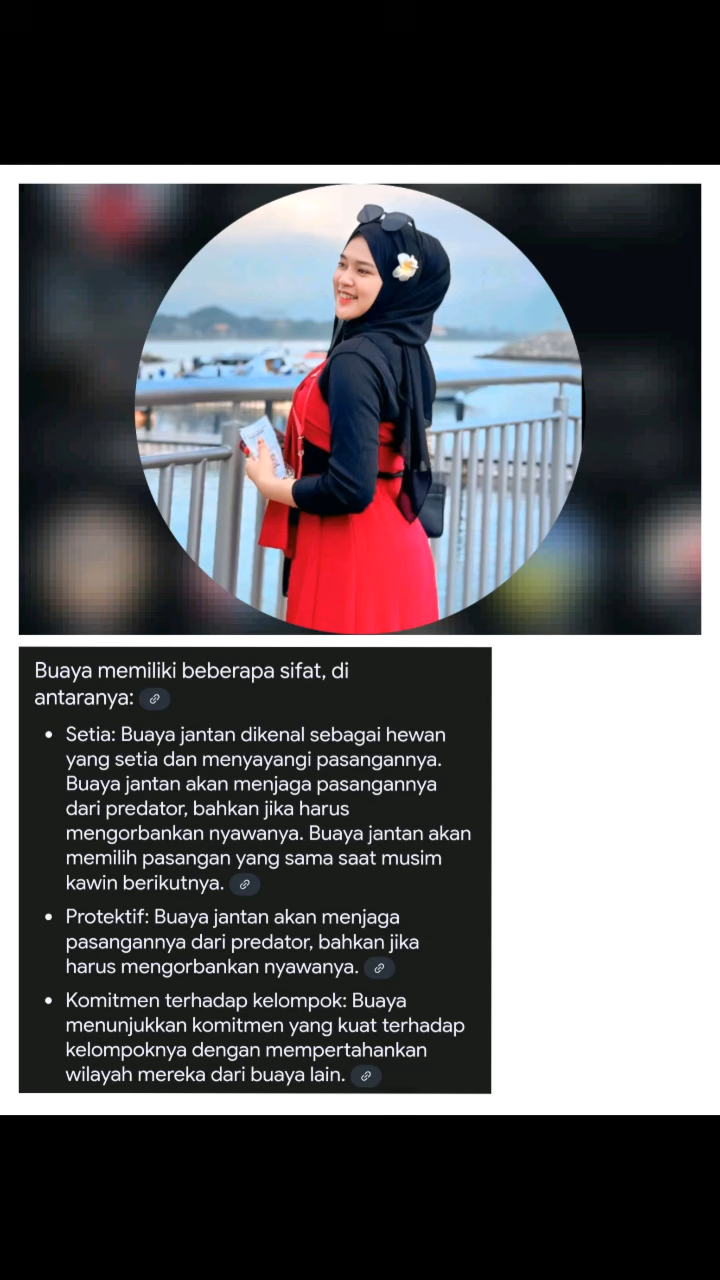 Buaya memiliki beberapa sifat, di
antaranya:
• Setia: Buaya jantan dikenal sebagai hewan
yang setia dan menyayangi pasangannya.
Buaya jantan akan menjaga pasangannya
dari predator, bahkan jika harus
mengorbankan nyawanya. Buaya jantan akan
memilih pasangan yang sama saat musim
kawin berikutnya.
• Protektif: Buaya jantan akan menjaga
pasangannya dari predator, bahkan jika
harus mengorbankan nyawanya.
• Komitmen terhadap kelompok: Buaya
menunjukkan komitmen yang kuat terhadap
kelompoknya dengan mempertahankan
wilayah mereka dari buaya lain.